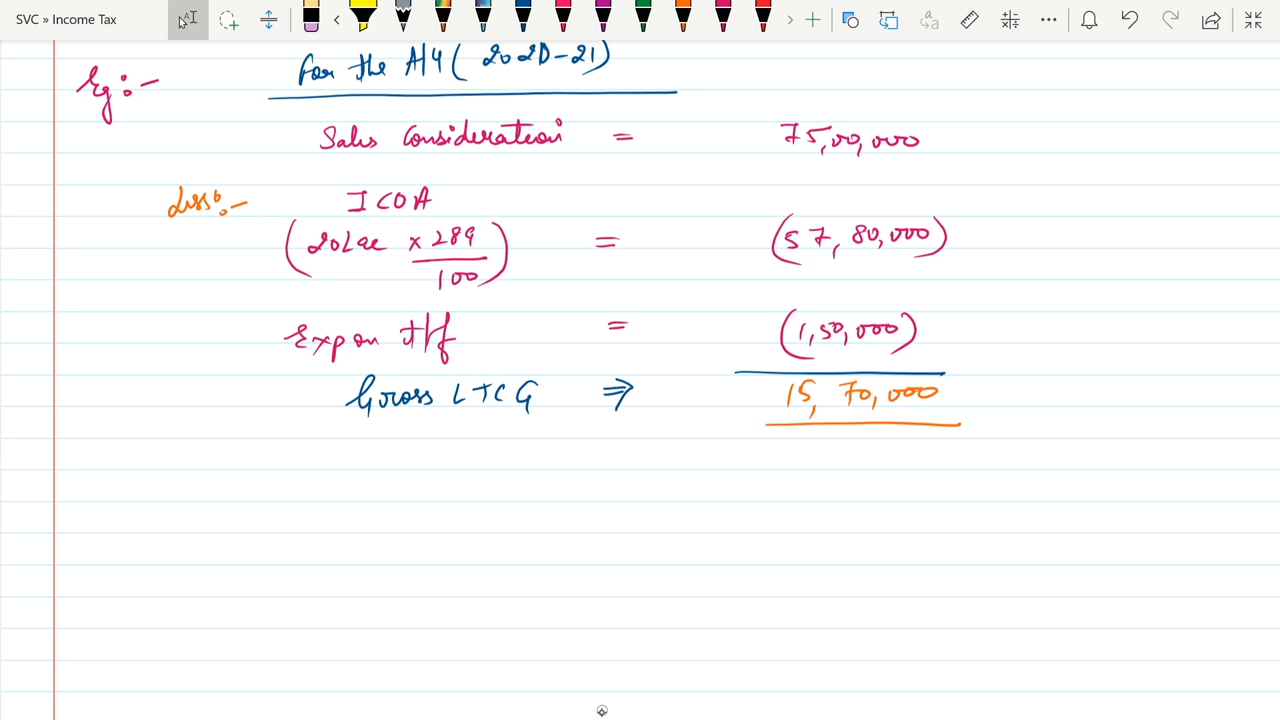 SVC » Income Tax
For the A/Y ( 2020-21)
Eg:-
Sales Consideration = 75,00,000
Less:- ICOA
(20Lac × 289/100) = (57,80,000)
Exp on t/f = (1,50,000)
Gross LTCG ⇒ 15,70,000